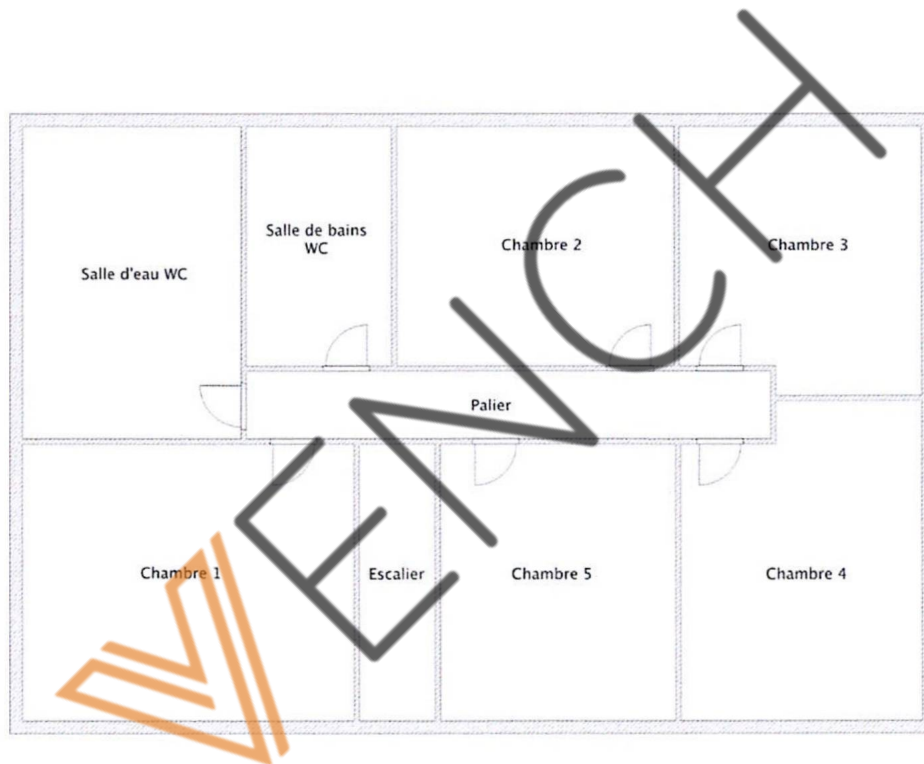 Salle de bains
WC
Chambre 2
Chambre 3
Salle d'eau WC
Palier
Chambre 1
Escalier
Chambre 5
Chambre 4
VENCH